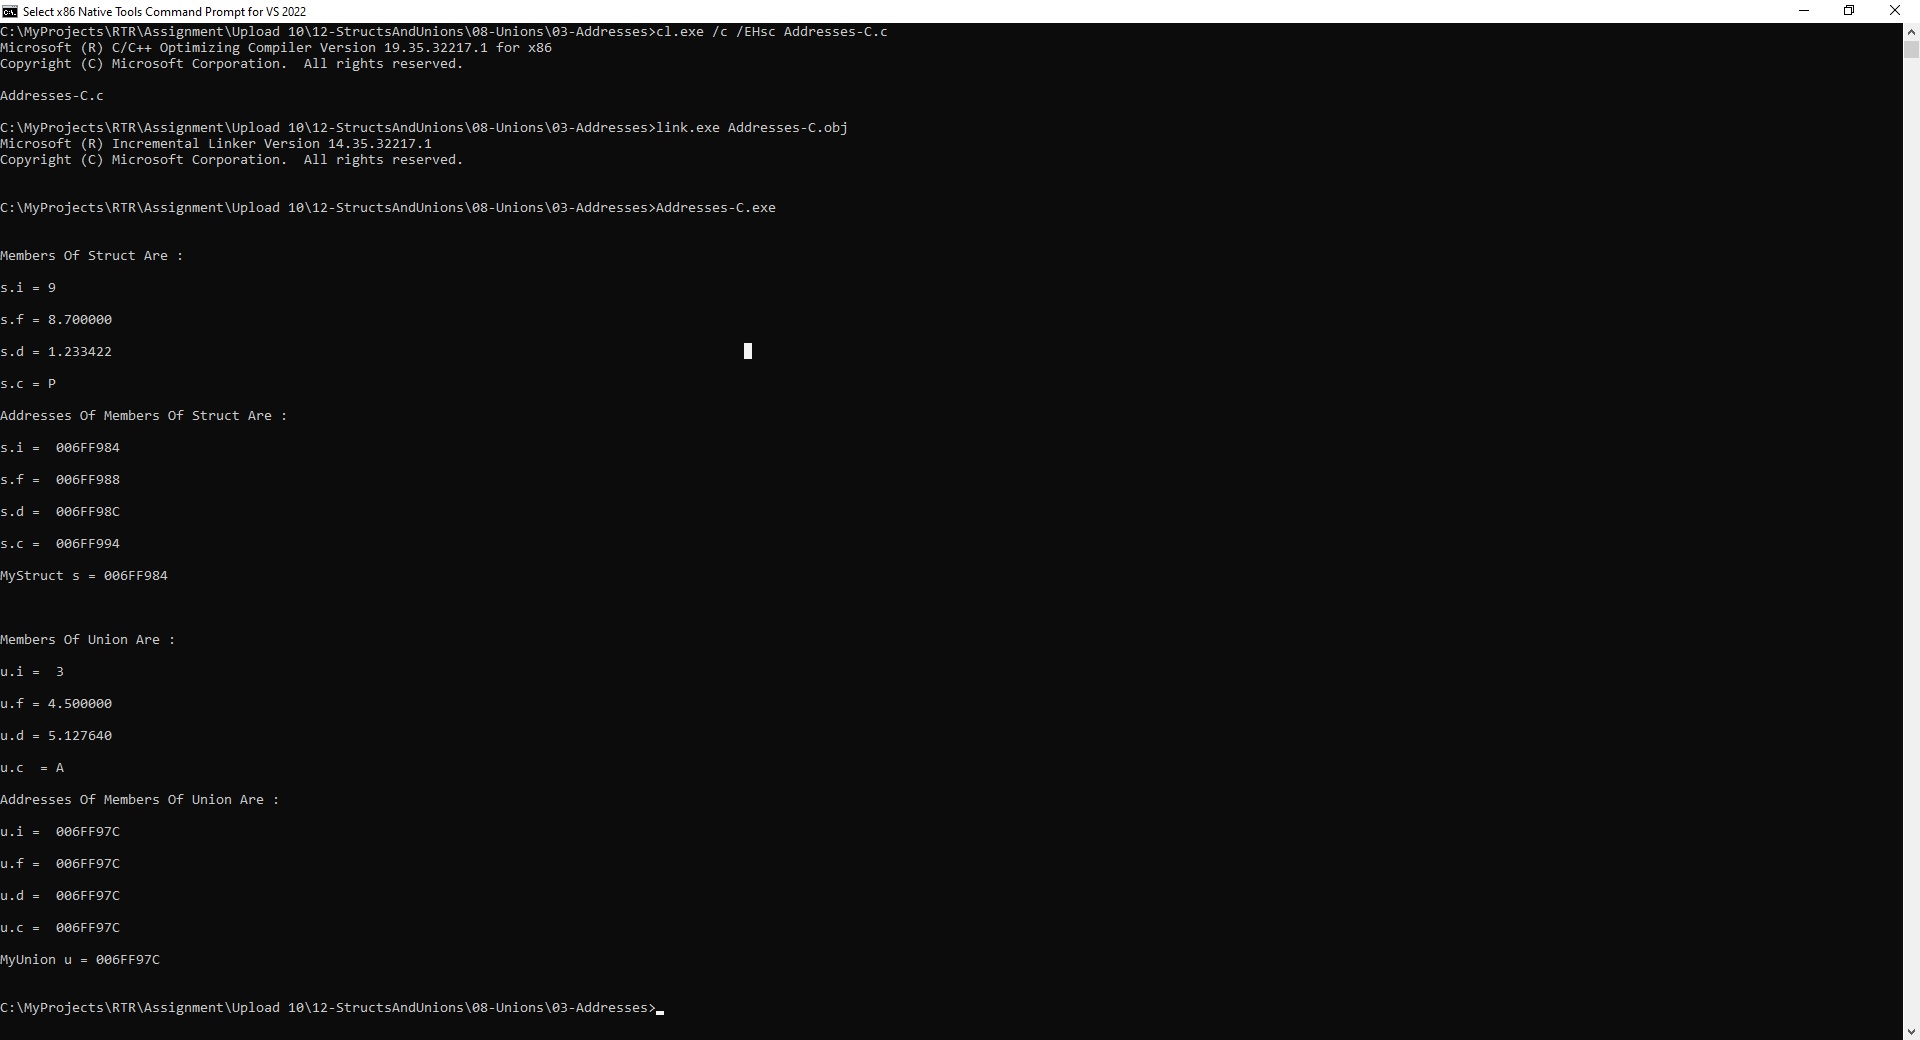 Select x86 Native Tools Command Prompt for VS 2022
C:\MyProjects\RTR\Assignment\Upload 10\12-StructsAndUnions\08-Unions\03-Addresses>cl.exe /c /EHsc Addresses-C.c
Microsoft (R) C/C++ Optimizing Compiler Version 19.35.32217.1 for x86
Copyright (C) Microsoft Corporation.  All rights reserved.
Addresses-C.c
C:\MyProjects\RTR\Assignment\Upload 10\12-StructsAndUnions\08-Unions\03-Addresses>link.exe Addresses-C.obj
Microsoft (R) Incremental Linker Version 14.35.32217.1
Copyright (C) Microsoft Corporation.  All rights reserved.
C:\MyProjects\RTR\Assignment\Upload 10\12-StructsAndUnions\08-Unions\03-Addresses>Addresses-C.exe
Members Of Struct Are :
s.i = 9
s.f = 8.700000
s.d = 1.233422
s.c = P
Addresses Of Members Of Struct Are :
s.i =  006FF984
s.f =  006FF988
s.d =  006FF98C
s.c =  006FF994
MyStruct s = 006FF984
Members Of Union Are :
u.i =  3
u.f = 4.500000
u.d = 5.127640
u.c  = A
Addresses Of Members Of Union Are :
u.i =  006FF97C
u.f =  006FF97C
u.d =  006FF97C
u.c =  006FF97C
MyUnion u = 006FF97C
C:\MyProjects\RTR\Assignment\Upload 10\12-StructsAndUnions\08-Unions\03-Addresses>